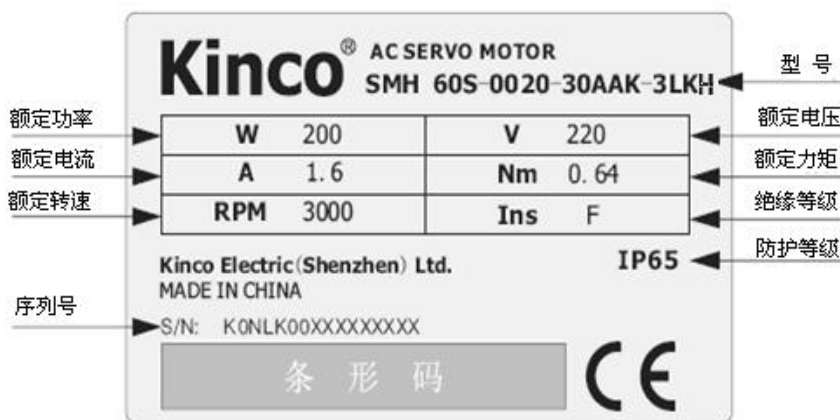 Kinco® AC SERVO MOTOR
SMH 60S-0020-30AAK-3LKH
型 号
额定功率
W 200
V 220
额定电压
额定电流
A 1.6
Nm 0.64
额定力矩
额定转速
RPM 3000
Ins F
绝缘等级
Kinco Electric(Shenzhen) Ltd.
IP65
防护等级
MADE IN CHINA
序列号
S/N: K0NLK00XXXXXXXXX
条 形 码
CE